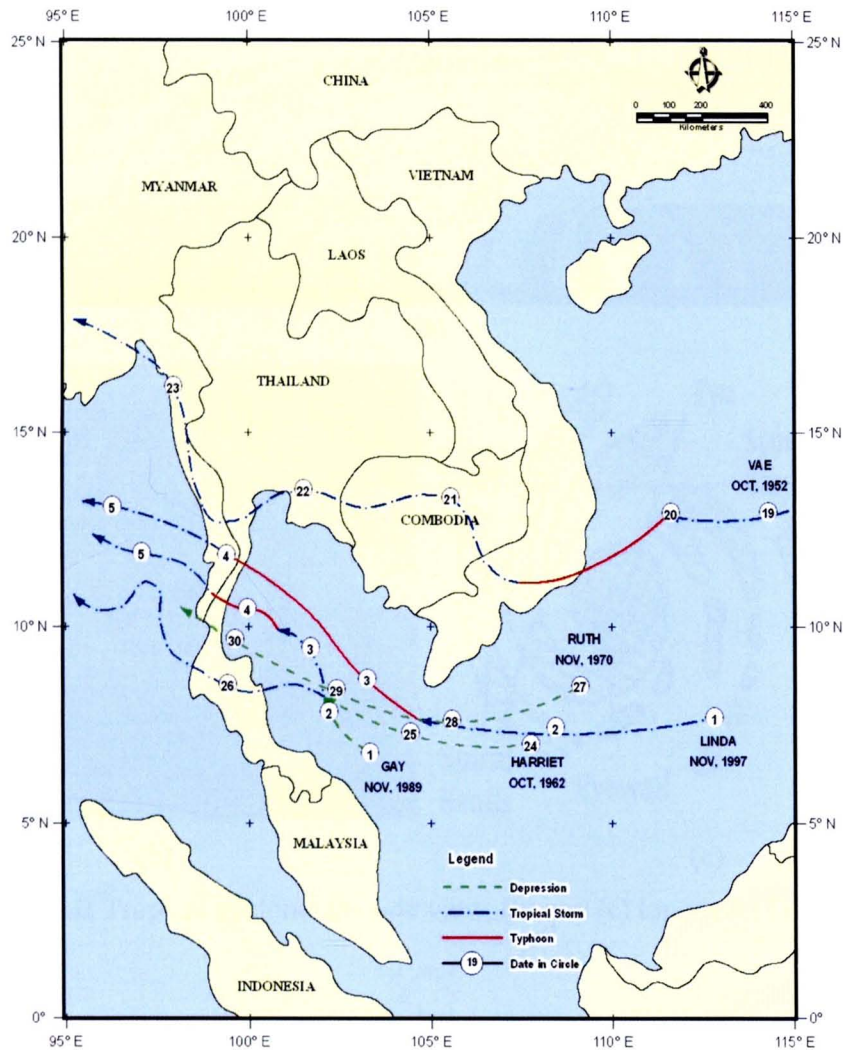 95° E 100° E 105° E 110° E 115° E
25° N 25° N
CHINA
0 100 200 400
Kilometers
MYANMAR
VIETNAM
20° N 20° N
LAOS
23
THAILAND
15° N 15° N
VAE
OCT, 1952
22
21
5
CAMBODIA
20
19
5
4
4
10° N 10° N
30
3
RUTH
NOV, 1970
26
29
3
27
2
28
2
1
25
24
LINDA
NOV, 1997
1
GAY
NOV, 1989
HARRIET
OCT, 1962
5° N 5° N
MALAYSIA
Legend
Depression
Tropical Storm
Typhoon
19 Date in Circle
INDONESIA
0° 0°
95° E 100° E 105° E 110° E 115° E